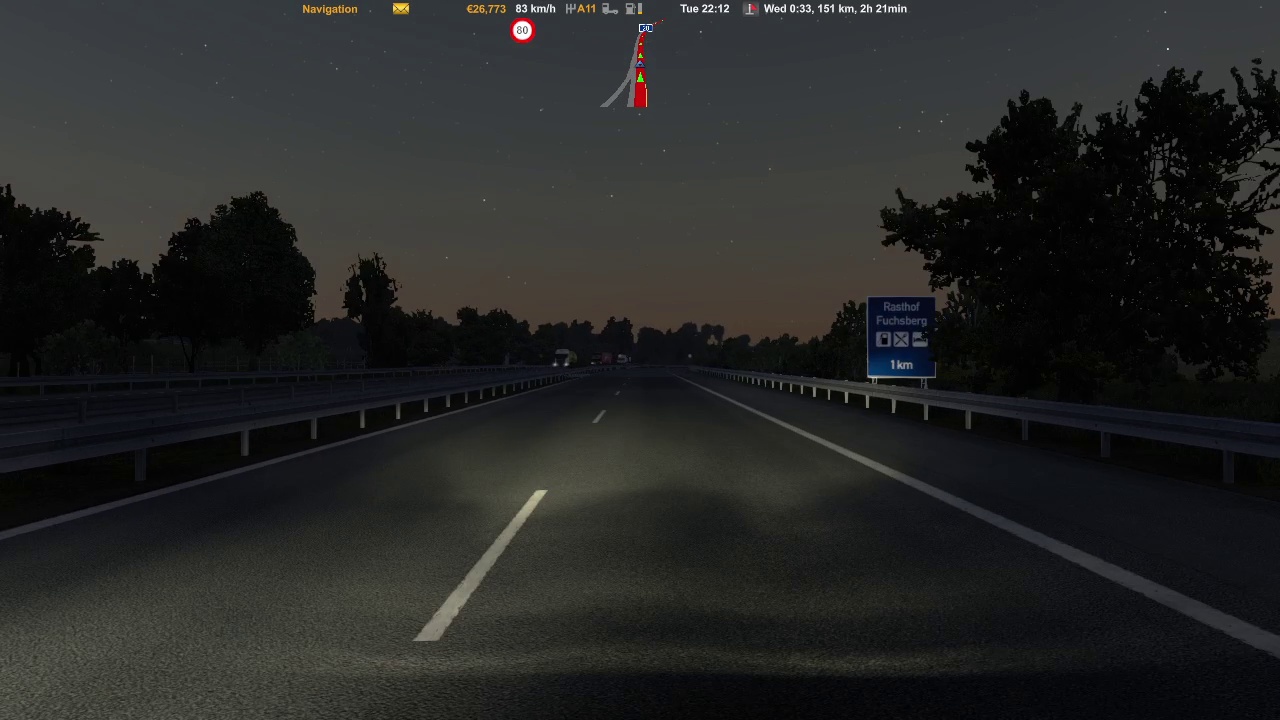 Navigation €26,773 83 km/h A11 Tue 22:12 Wed 0:33, 151 km, 2h 21min
80
Rasthof
Fuchsberg
1 km